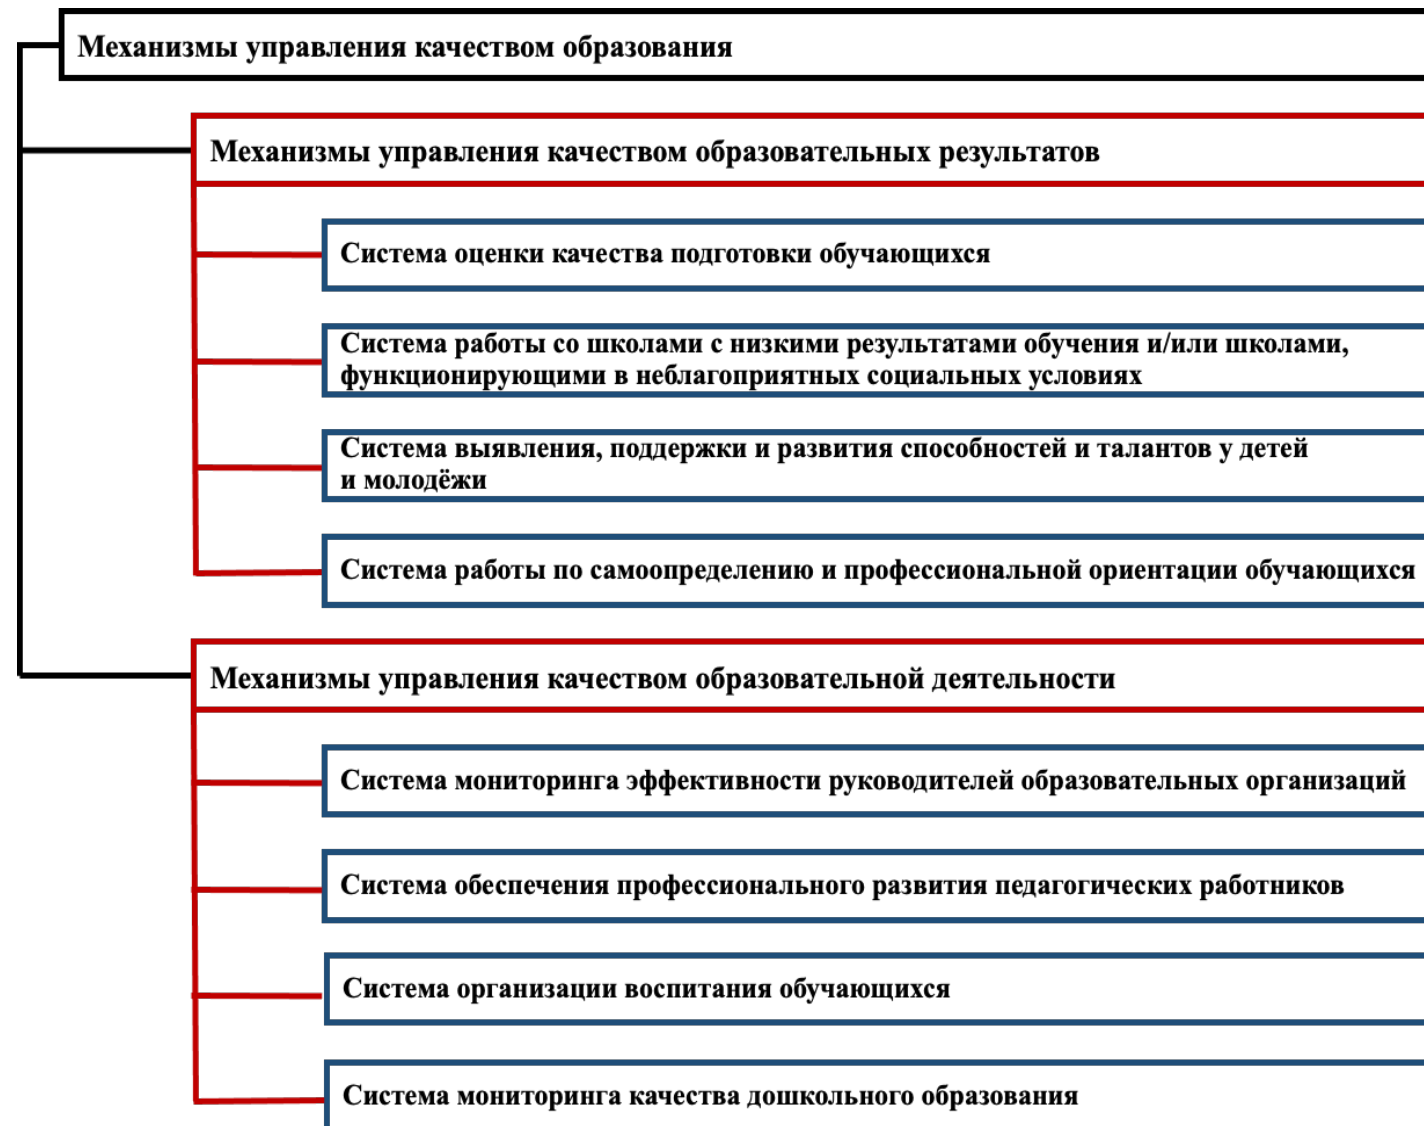 Механизмы управления качеством образования
Механизмы управления качеством образовательных результатов
Система оценки качества подготовки обучающихся
Система работы со школами с низкими результатами обучения и/или школами,
функционирующими в неблагоприятных социальных условиях
Система выявления, поддержки и развития способностей и талантов у детей
и молодёжи
Система работы по самоопределению и профессиональной ориентации обучающихся
Механизмы управления качеством образовательной деятельности
Система мониторинга эффективности руководителей образовательных организаций
Система обеспечения профессионального развития педагогических работников
Система организации воспитания обучающихся
Система мониторинга качества дошкольного образования